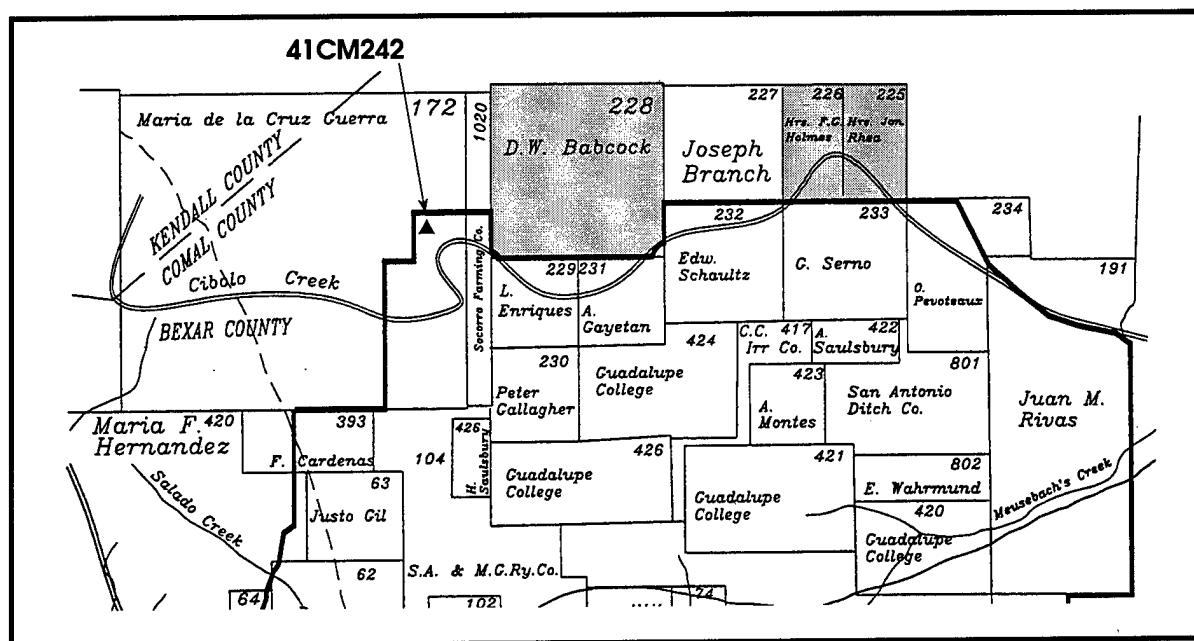 41CM242
Maria de la Cruz Guerra
172
1020
228
D.W. Babcock
227
Joseph
Branch
226
Hrs. F.G.
Holmes
225
Hrs. Jon.
Rhea
KENDALL COUNTY
COMAL COUNTY
Cibolo Creek
BEXAR COUNTY
Socorro Farming Co.
229
L.
Enriques
231
A.
Gayetan
232
Edw.
Schaultz
233
G. Serno
234
O.
Pevoteaux
191
230
Peter
Gallagher
424
Guadalupe
College
C.C. 417
Irr Co.
A. 422
Saulsbury
423
A.
Montes
801
San Antonio
Ditch Co.
Juan M.
Rivas
Maria F. 420
Hernandez
393
F. Cardenas
104
426
H.
Saulsbury
426
Guadalupe
College
421
Guadalupe
College
802
E. Wahrmund
420
Guadalupe
College
Meusebach's Creek
Salado Creek
63
Justo Gil
62
S.A. & M.G.Ry.Co.
64
102
74